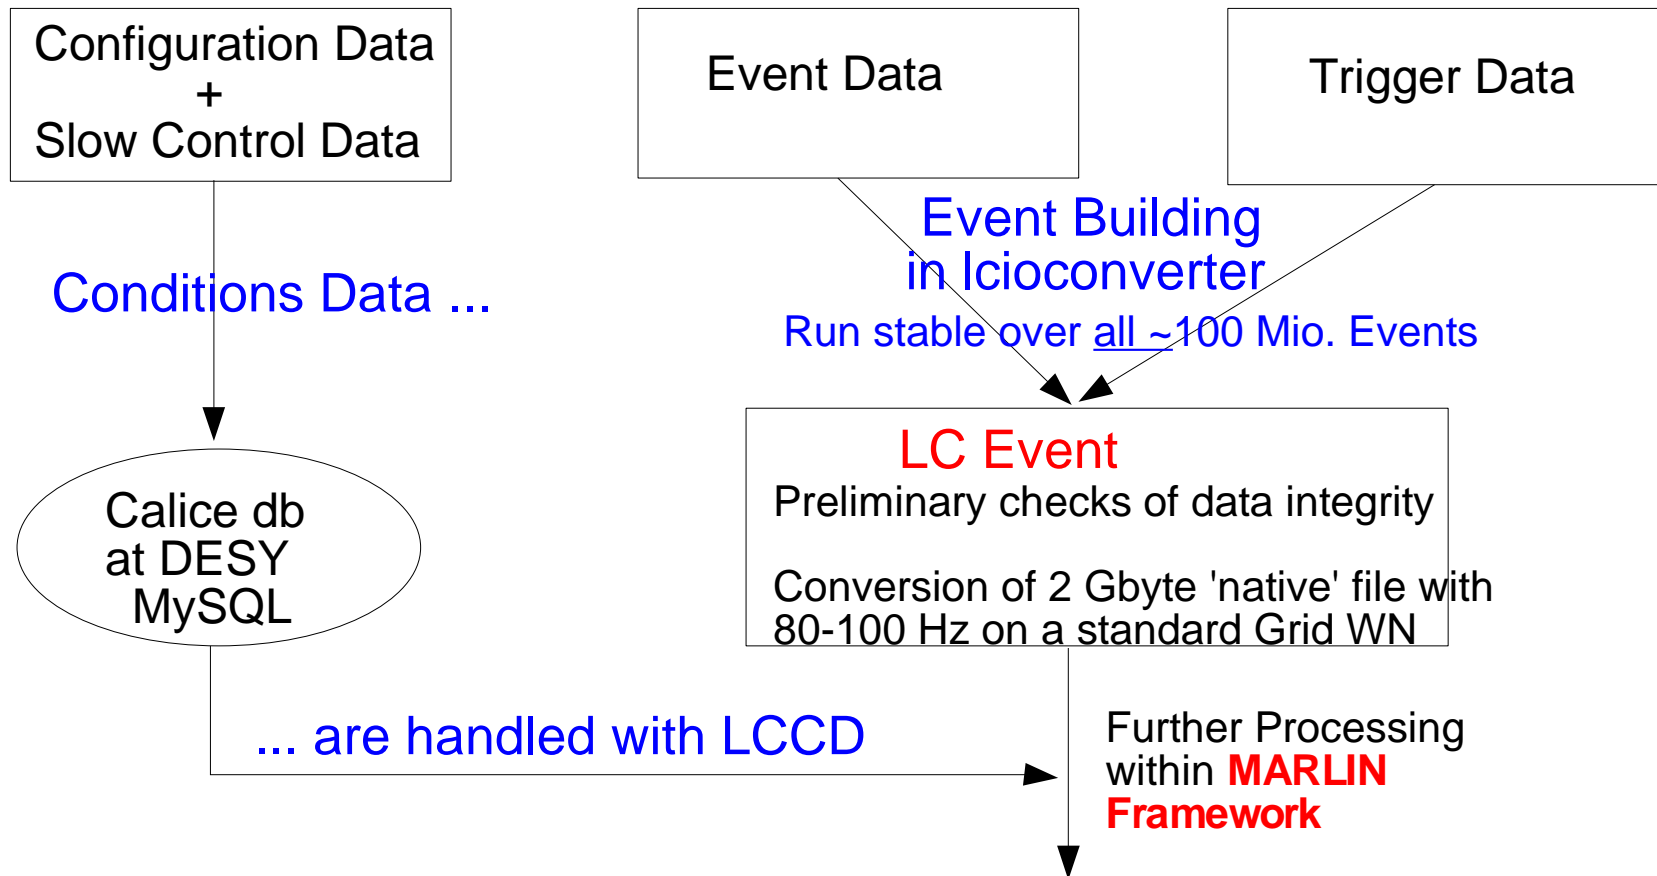 Configuration Data
+
Slow Control Data
Event Data
Trigger Data
Event Building
in lcioconverter
Run stable over all ~100 Mio. Events
Conditions Data ...
LC Event
Preliminary checks of data integrity
Conversion of 2 Gbyte 'native' file with
80-100 Hz on a standard Grid WN
Calice db
at DESY
MySQL
... are handled with LCCD
Further Processing
within MARLIN
Framework